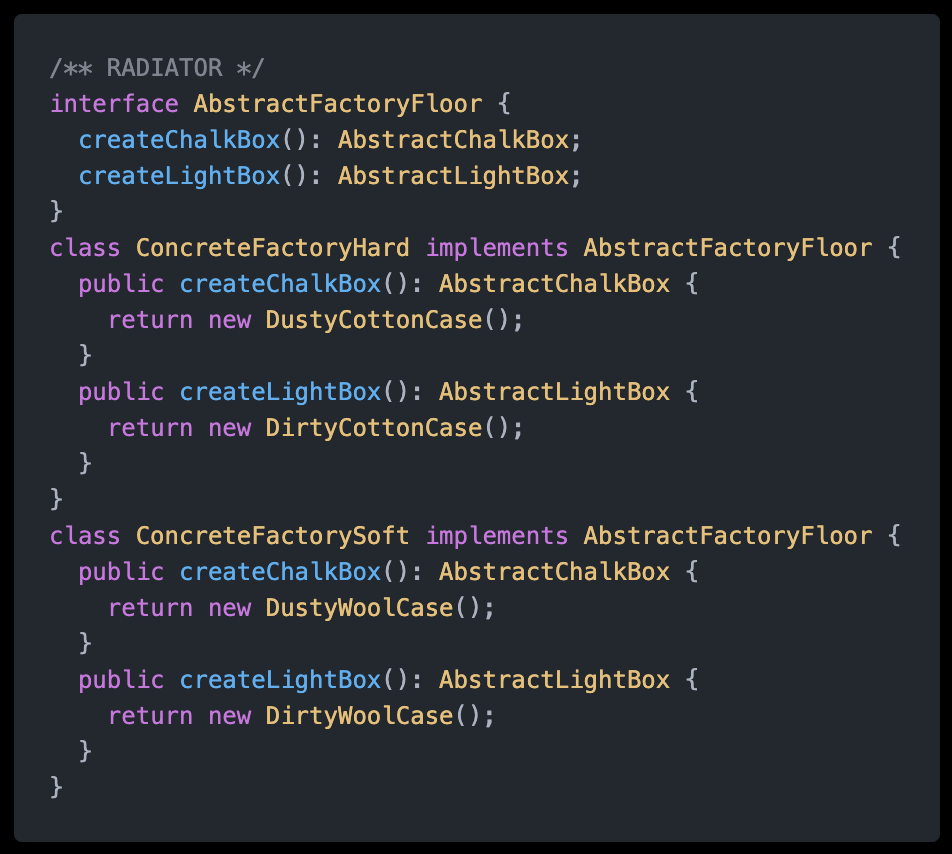 /** RADIATOR */
interface AbstractFactoryFloor {
  createChalkBox(): AbstractChalkBox;
  createLightBox(): AbstractLightBox;
}
class ConcreteFactoryHard implements AbstractFactoryFloor {
  public createChalkBox(): AbstractChalkBox {
    return new DustyCottonCase();
  }
  public createLightBox(): AbstractLightBox {
    return new DirtyCottonCase();
  }
}
class ConcreteFactorySoft implements AbstractFactoryFloor {
  public createChalkBox(): AbstractChalkBox {
    return new DustyWoolCase();
  }
  public createLightBox(): AbstractLightBox {
    return new DirtyWoolCase();
  }
}